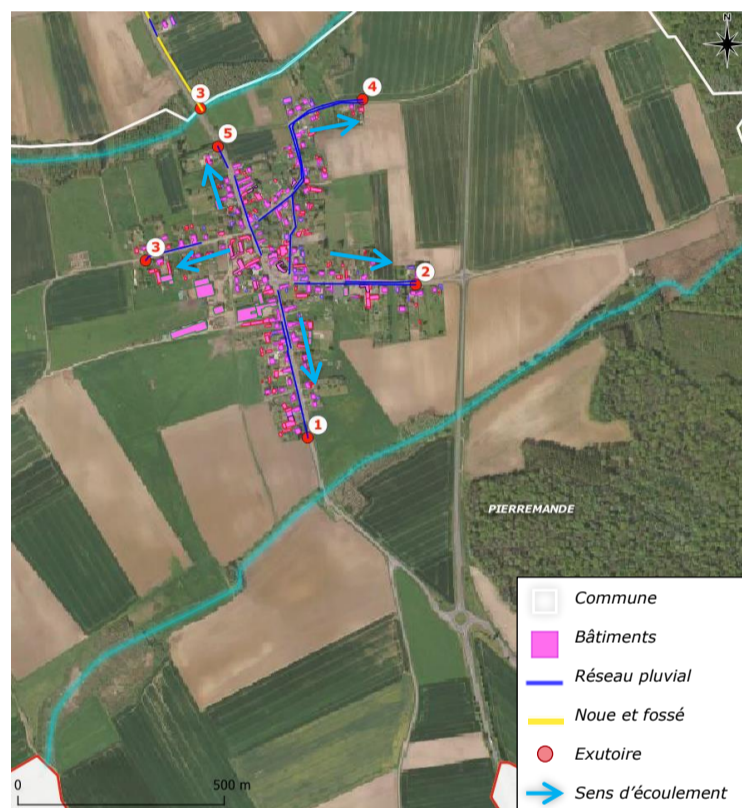 N
3
4
5
3
2
1
PIERREMANDE
Commune
Bâtiments
Réseau pluvial
Noue et fossé
Exutoire
Sens d'écoulement
0 500 m